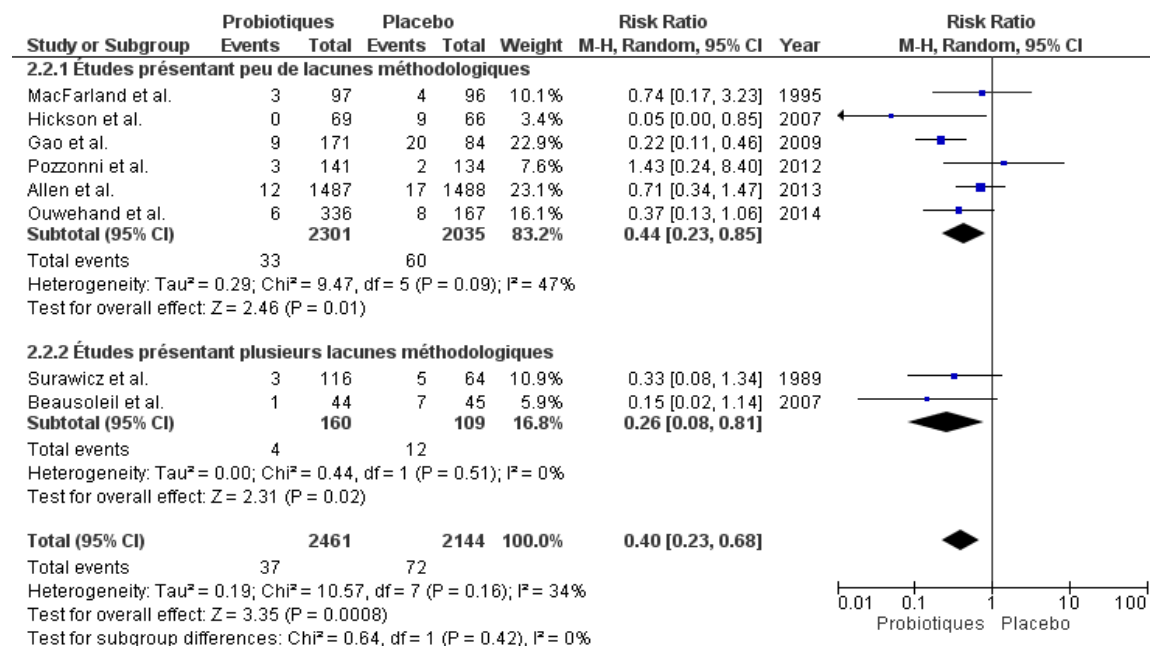 Probiotiques Placebo Risk Ratio Risk Ratio
Study or Subgroup Events Total Events Total Weight M-H, Random, 95% CI Year M-H, Random, 95% CI
2.2.1 Études présentant peu de lacunes méthodologiques
MacFarland et al. 3 97 4 96 10.1% 0.74 [0.17, 3.23] 1995
Hickson et al. 0 69 9 66 3.4% 0.05 [0.00, 0.85] 2007
Gao et al. 9 171 20 84 22.9% 0.22 [0.11, 0.46] 2009
Pozzonni et al. 3 141 2 134 7.6% 1.43 [0.24, 8.40] 2012
Allen et al. 12 1487 17 1488 23.1% 0.71 [0.34, 1.47] 2013
Ouwehand et al. 6 336 8 167 16.1% 0.37 [0.13, 1.06] 2014
Subtotal (95% CI) 2301 2035 83.2% 0.44 [0.23, 0.85]
Total events 33 60
Heterogeneity: Tau² = 0.29; Chi² = 9.47, df = 5 (P = 0.09); I² = 47%
Test for overall effect: Z = 2.46 (P = 0.01)
2.2.2 Études présentant plusieurs lacunes méthodologiques
Surawicz et al. 3 116 5 64 10.9% 0.33 [0.08, 1.34] 1989
Beausoleil et al. 1 44 7 45 5.9% 0.15 [0.02, 1.14] 2007
Subtotal (95% CI) 160 109 16.8% 0.26 [0.08, 0.81]
Total events 4 12
Heterogeneity: Tau² = 0.00; Chi² = 0.44, df = 1 (P = 0.51); I² = 0%
Test for overall effect: Z = 2.31 (P = 0.02)
Total (95% CI) 2461 2144 100.0% 0.40 [0.23, 0.68]
Total events 37 72
Heterogeneity: Tau² = 0.19; Chi² = 10.57, df = 7 (P = 0.16); I² = 34%
Test for overall effect: Z = 3.35 (P = 0.0008)
Test for subgroup differences: Chi² = 0.64, df = 1 (P = 0.42), I² = 0%
0.01 0.1 1 10 100
Probiotiques Placebo